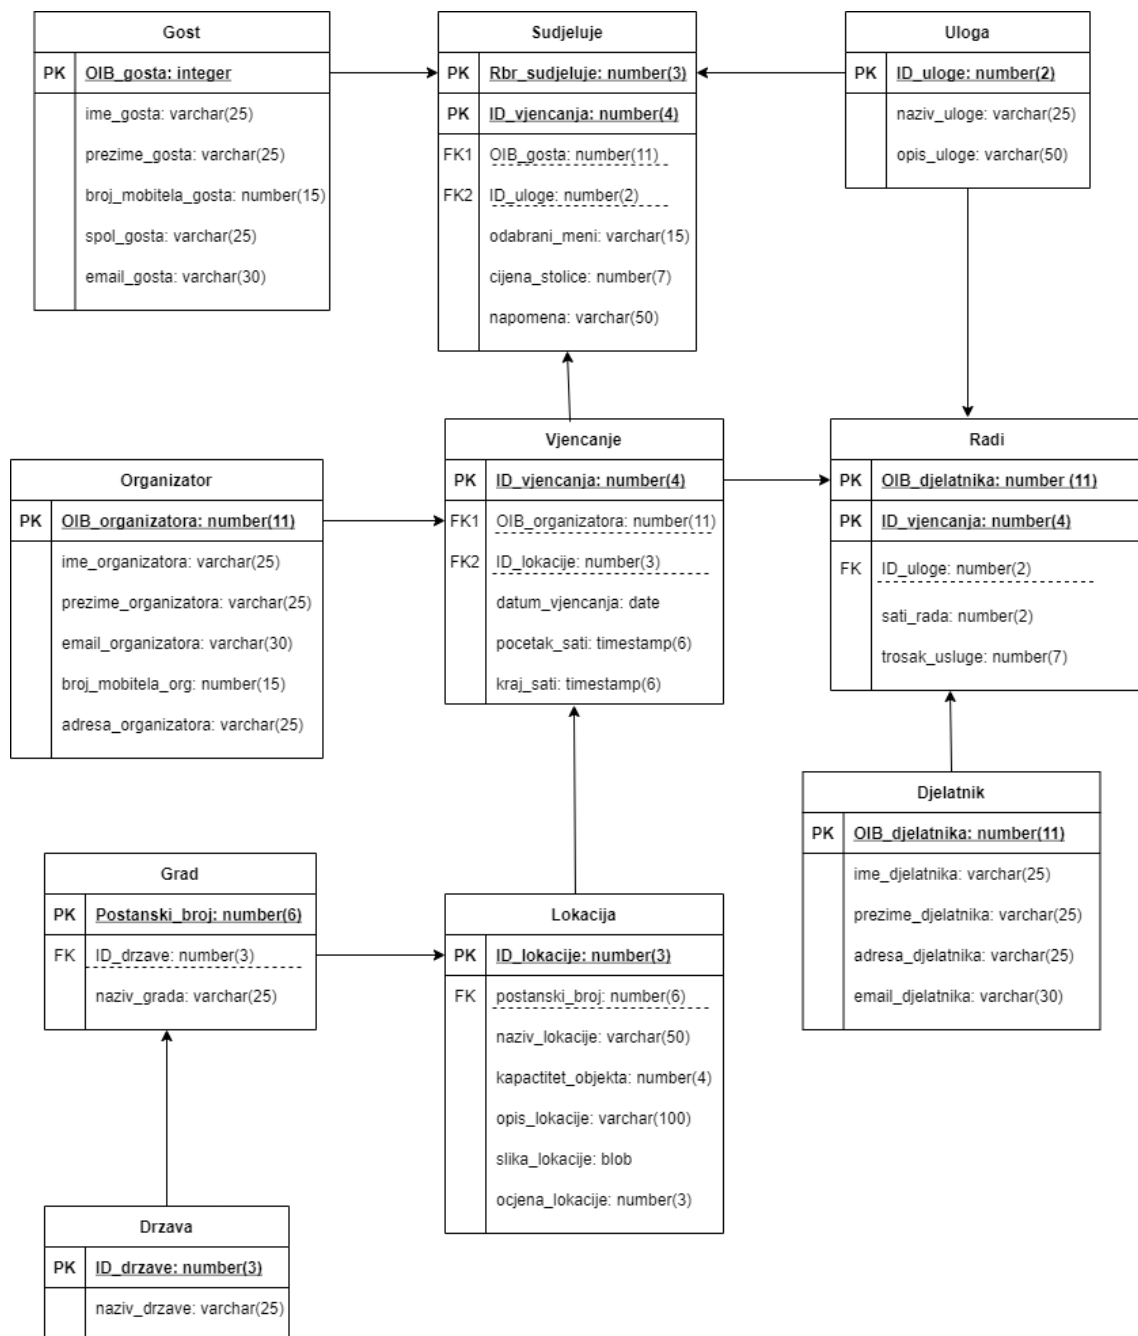 Gost
PK OIB_gosta: integer
ime_gosta: varchar(25)
prezime_gosta: varchar(25)
broj_mobitela_gosta: number(15)
spol_gosta: varchar(25)
email_gosta: varchar(30)
Sudjeluje
PK Rbr_sudjeluje: number(3)
PK ID_vjencanja: number(4)
FK1 OIB_gosta: number(11)
FK2 ID_uloge: number(2)
odabrani_meni: varchar(15)
cijena_stolice: number(7)
napomena: varchar(50)
Uloga
PK ID_uloge: number(2)
naziv_uloge: varchar(25)
opis_uloge: varchar(50)
Organizator
PK OIB_organizatora: number(11)
ime_organizatora: varchar(25)
prezime_organizatora: varchar(25)
email_organizatora: varchar(30)
broj_mobitela_org: number(15)
adresa_organizatora: varchar(25)
Vjencanje
PK ID_vjencanja: number(4)
FK1 OIB_organizatora: number(11)
FK2 ID_lokacije: number(3)
datum_vjencanja: date
pocetak_sati: timestamp(6)
kraj_sati: timestamp(6)
Radi
PK OIB_djelatnika: number (11)
PK ID_vjencanja: number(4)
FK ID_uloge: number(2)
sati_rada: number(2)
trosak_usluge: number(7)
Djelatnik
PK OIB_djelatnika: number(11)
ime_djelatnika: varchar(25)
prezime_djelatnika: varchar(25)
adresa_djelatnika: varchar(25)
email_djelatnika: varchar(30)
Grad
PK Postanski_broj: number(6)
FK ID_drzave: number(3)
naziv_grada: varchar(25)
Lokacija
PK ID_lokacije: number(3)
FK postanski_broj: number(6)
naziv_lokacije: varchar(50)
kapactitet_objekta: number(4)
opis_lokacije: varchar(100)
slika_lokacije: blob
ocjena_lokacije: number(3)
Drzava
PK ID_drzave: number(3)
naziv_drzave: varchar(25)